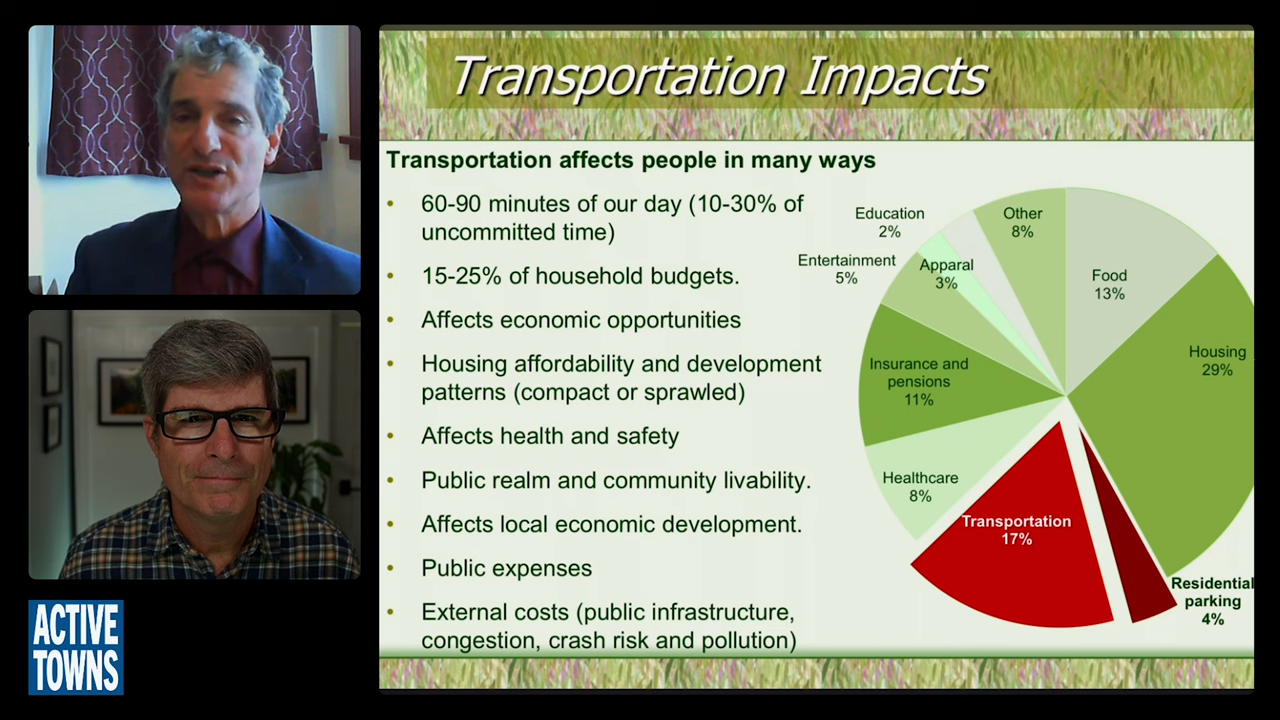 Transportation Impacts
Transportation affects people in many ways
• 60-90 minutes of our day (10-30% of
uncommitted time)
• 15-25% of household budgets.
• Affects economic opportunities
• Housing affordability and development
patterns (compact or sprawled)
• Affects health and safety
• Public realm and community livability.
• Affects local economic development.
• Public expenses
• External costs (public infrastructure,
congestion, crash risk and pollution)
Education
2%
Other
8%
Entertainment
5%
Apparal
3%
Food
13%
Housing
29%
Insurance and
pensions
11%
Healthcare
8%
Transportation
17%
Residential
parking
4%
ACTIVE
TOWNS